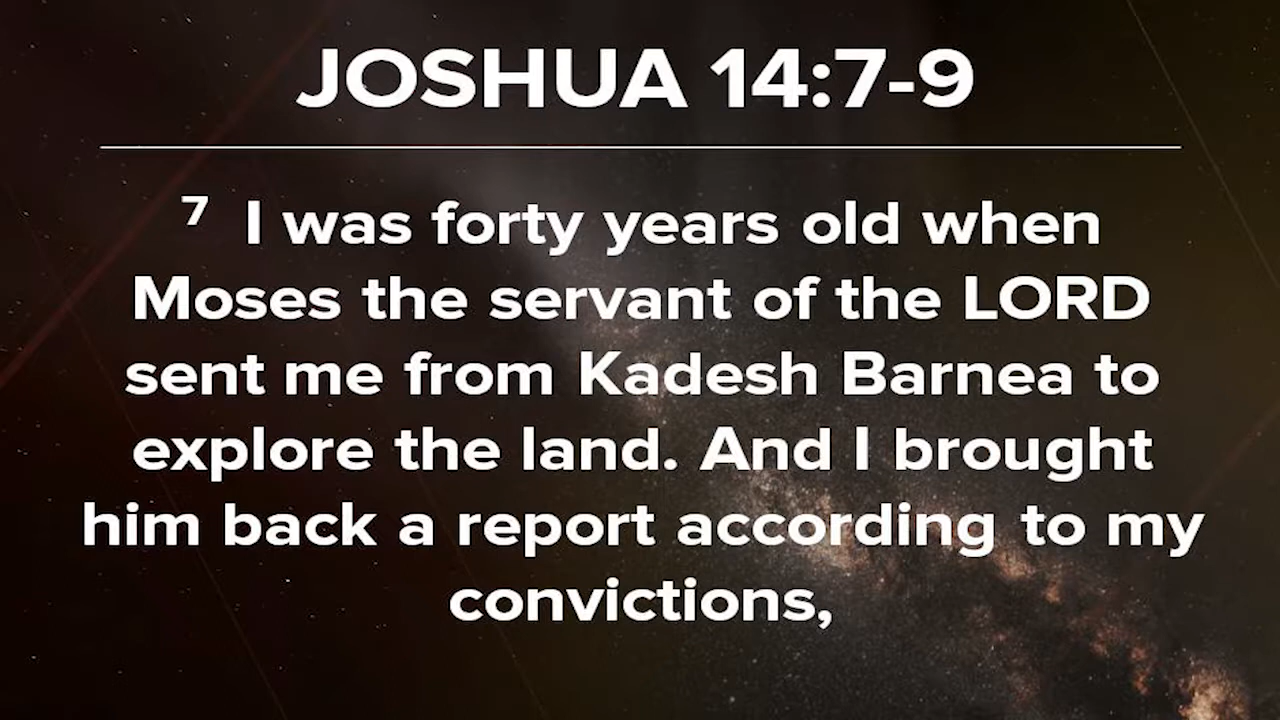 JOSHUA 14:7-9
7 I was forty years old when
Moses the servant of the LORD
sent me from Kadesh Barnea to
explore the land. And I brought
him back a report according to my
convictions,